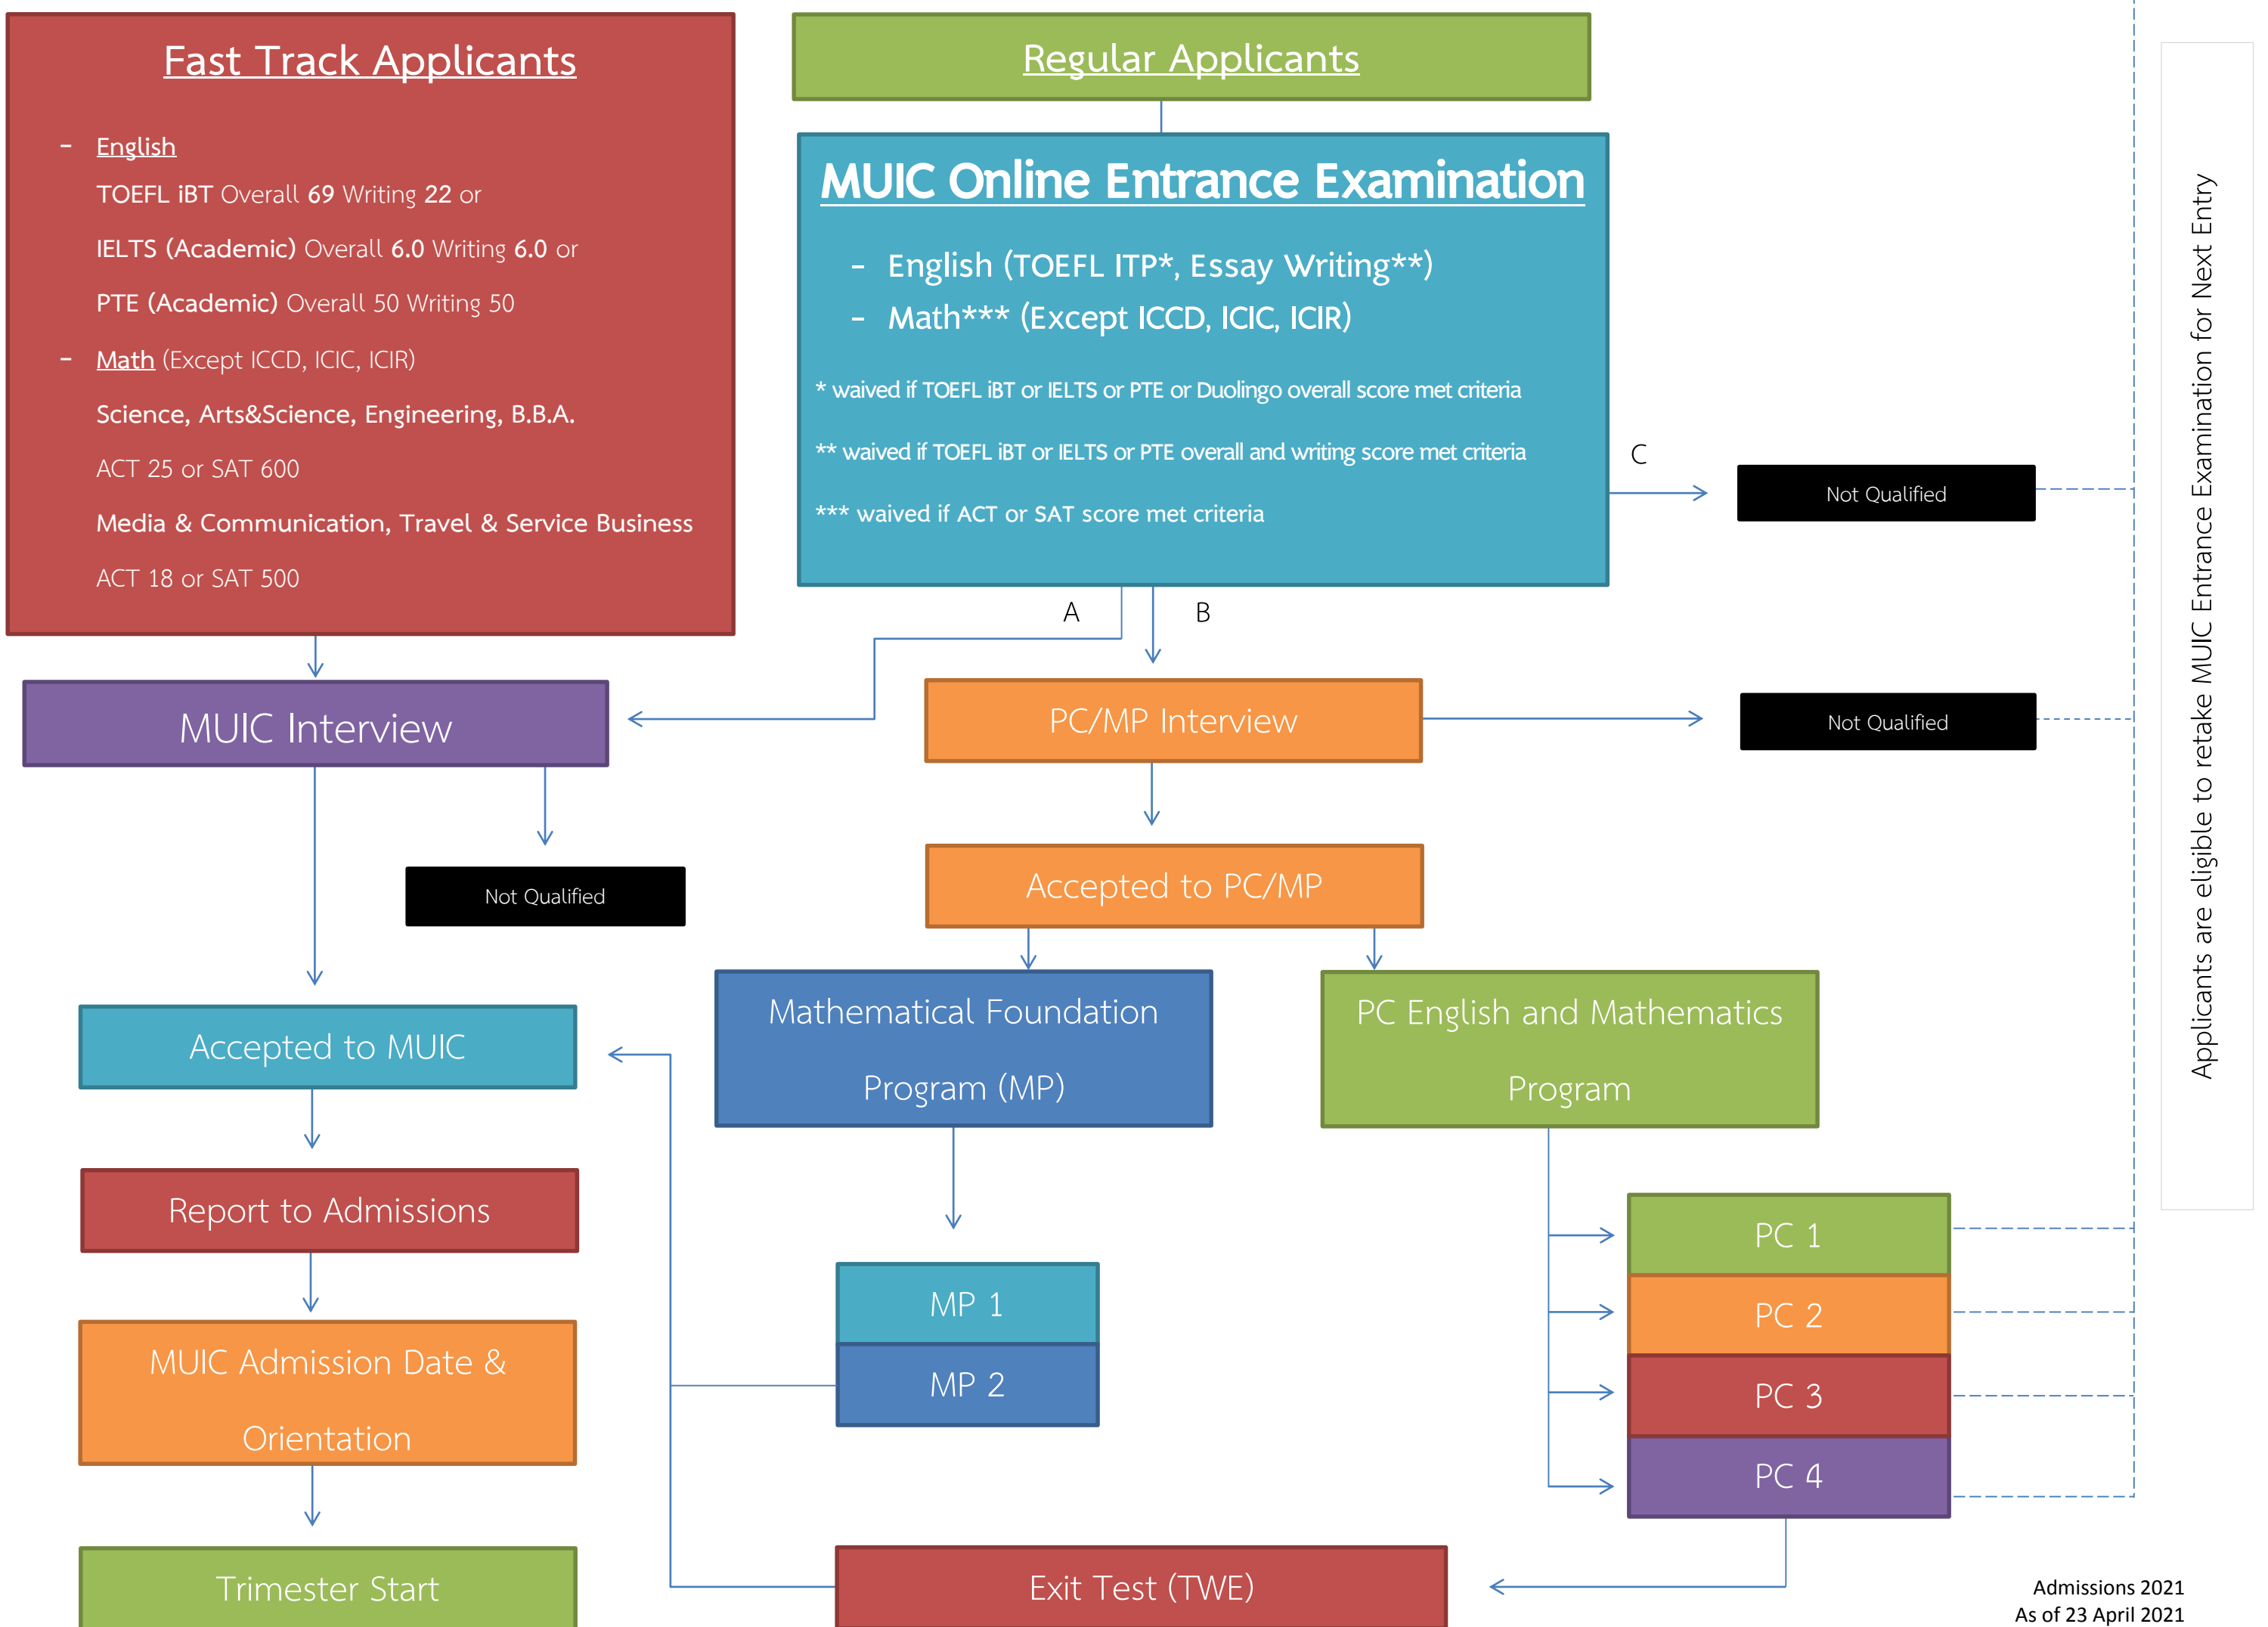 Fast Track Applicants
- English
TOEFL iBT Overall 69 Writing 22 or
IELTS (Academic) Overall 6.0 Writing 6.0 or
PTE (Academic) Overall 50 Writing 50
- Math (Except ICCD, ICIC, ICIR)
Science, Arts&Science, Engineering, B.B.A.
ACT 25 or SAT 600
Media & Communication, Travel & Service Business
ACT 18 or SAT 500
Regular Applicants
MUIC Online Entrance Examination
- English (TOEFL ITP*, Essay Writing**)
- Math*** (Except ICCD, ICIC, ICIR)
* waived if TOEFL iBT or IELTS or PTE or Duolingo overall score met criteria
** waived if TOEFL iBT or IELTS or PTE overall and writing score met criteria
*** waived if ACT or SAT score met criteria
C
Not Qualified
A
B
MUIC Interview
PC/MP Interview
Not Qualified
Not Qualified
Accepted to PC/MP
Accepted to MUIC
Mathematical Foundation
Program (MP)
PC English and Mathematics
Program
Report to Admissions
MP 1
MP 2
PC 1
PC 2
PC 3
PC 4
MUIC Admission Date &
Orientation
Trimester Start
Exit Test (TWE)
Applicants are eligible to retake MUIC Entrance Examination for Next Entry
Admissions 2021
As of 23 April 2021